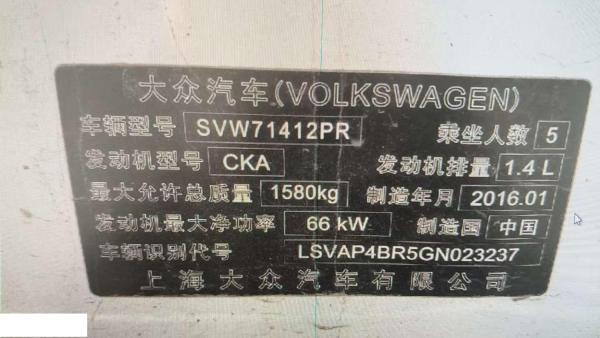 大众汽车(VOLKSWAGEN)
车辆型号 SVW71412PR 乘坐人数 5
发动机型号 CKA 发动机排量 1.4 L
最大允许总质量 1580kg 制造年月 2016.01
发动机最大净功率 66 kW 制造国 中国
车辆识别代号 LSVAP4BR5GN023237
上海大众汽车有限公司